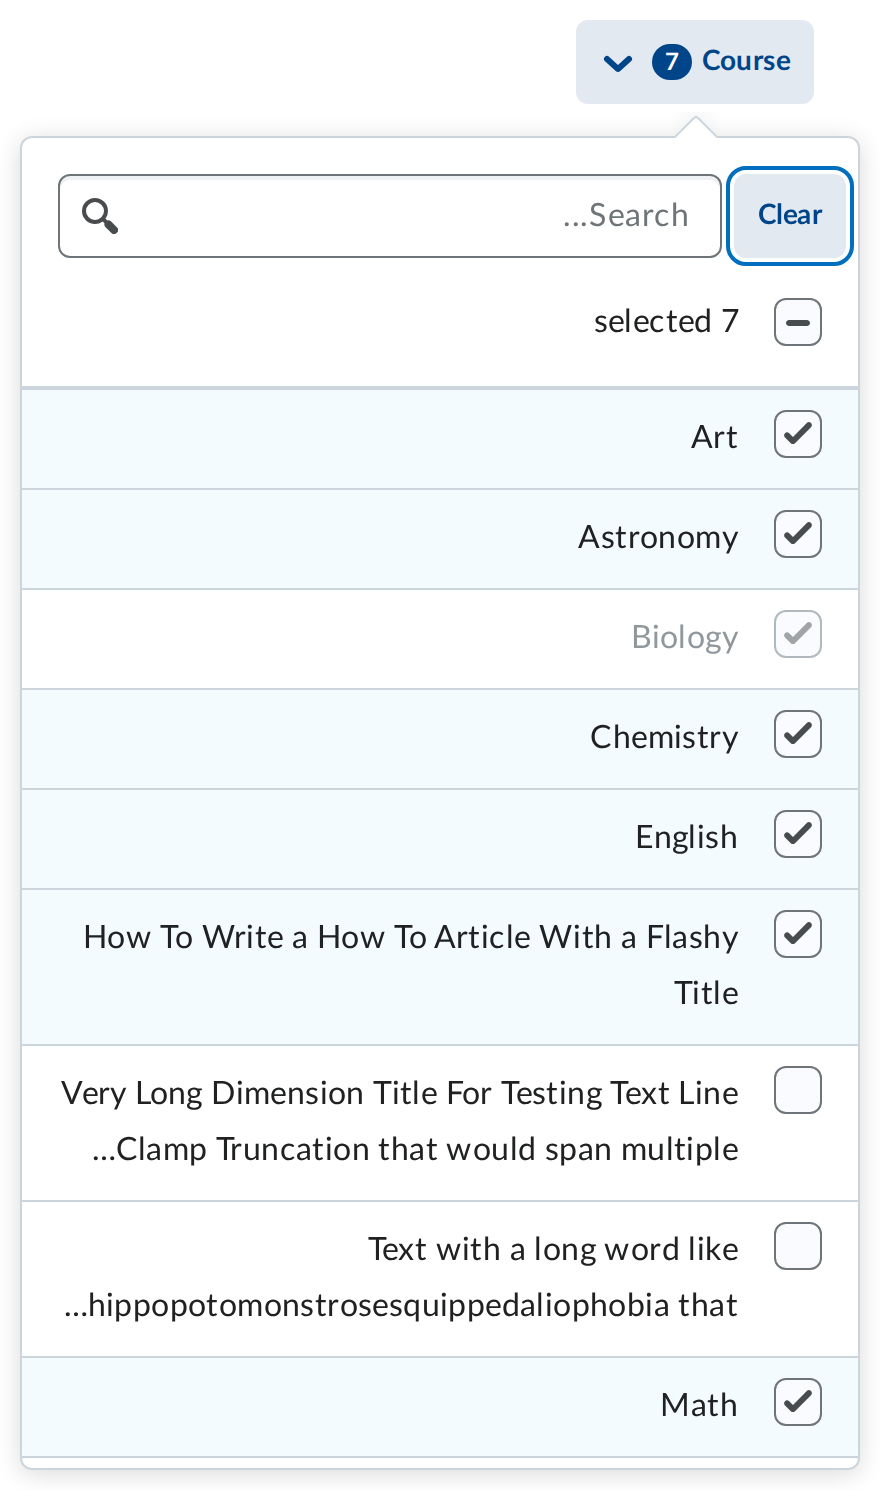 7 Course
...Search
Clear
selected 7
Art
Astronomy
Biology
Chemistry
English
How To Write a How To Article With a Flashy
Title
Very Long Dimension Title For Testing Text Line
...Clamp Truncation that would span multiple
Text with a long word like
...hippopotomonstrosesquippedaliophobia that
Math